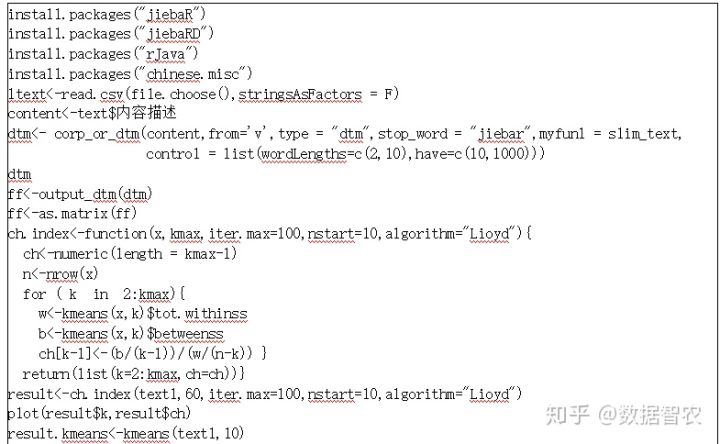 install.packages("jiebaR")
install.packages("jiebaRD")
install.packages("rJava")
install.packages("chinese.misc")
ltext<-read.csv(file.choose(),stringsAsFactors = F)
content<-text$内容描述
dtm<- corp_or_dtm(content,from='v',type = "dtm",stop_word = "jiebar",myfun1 = slim_text,
control = list(wordLengths=c(2,10),have=c(10,1000)))
dtm
ff<-output_dtm(dtm)
ff<-as.matrix(ff)
ch.index<-function(x,kmax,iter.max=100,nstart=10,algorithm="Lioyd"){
ch<-numeric(length = kmax-1)
n<-nrow(x)
for ( k in 2:kmax){
w<-kmeans(x,k)$tot.withinss
b<-kmeans(x,k)$betweenss
ch[k-1]<-(b/(k-1))/(w/(n-k)) }
return(list(k=2:kmax,ch=ch))}
result<-ch.index(text1,60,iter.max=100,nstart=10,algorithm="Lioyd")
plot(result$k,result$ch)
result.kmeans<-kmeans(text1,10)
知乎 @数据智农